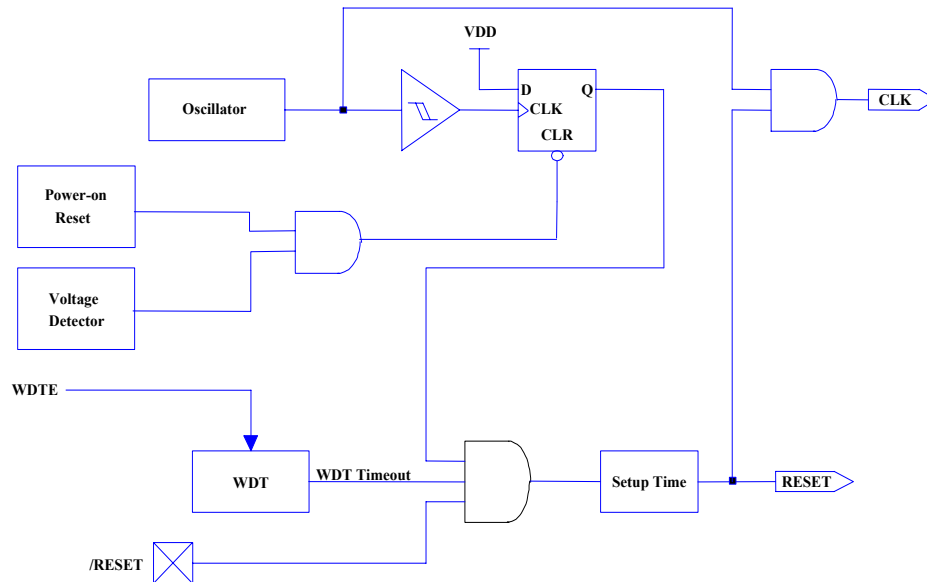 VDD
Oscillator
D
Q
CLK
CLR
CLK
Power-on
Reset
Voltage
Detector
WDTE
WDT
WDT Timeout
Setup Time
RESET
/RESET